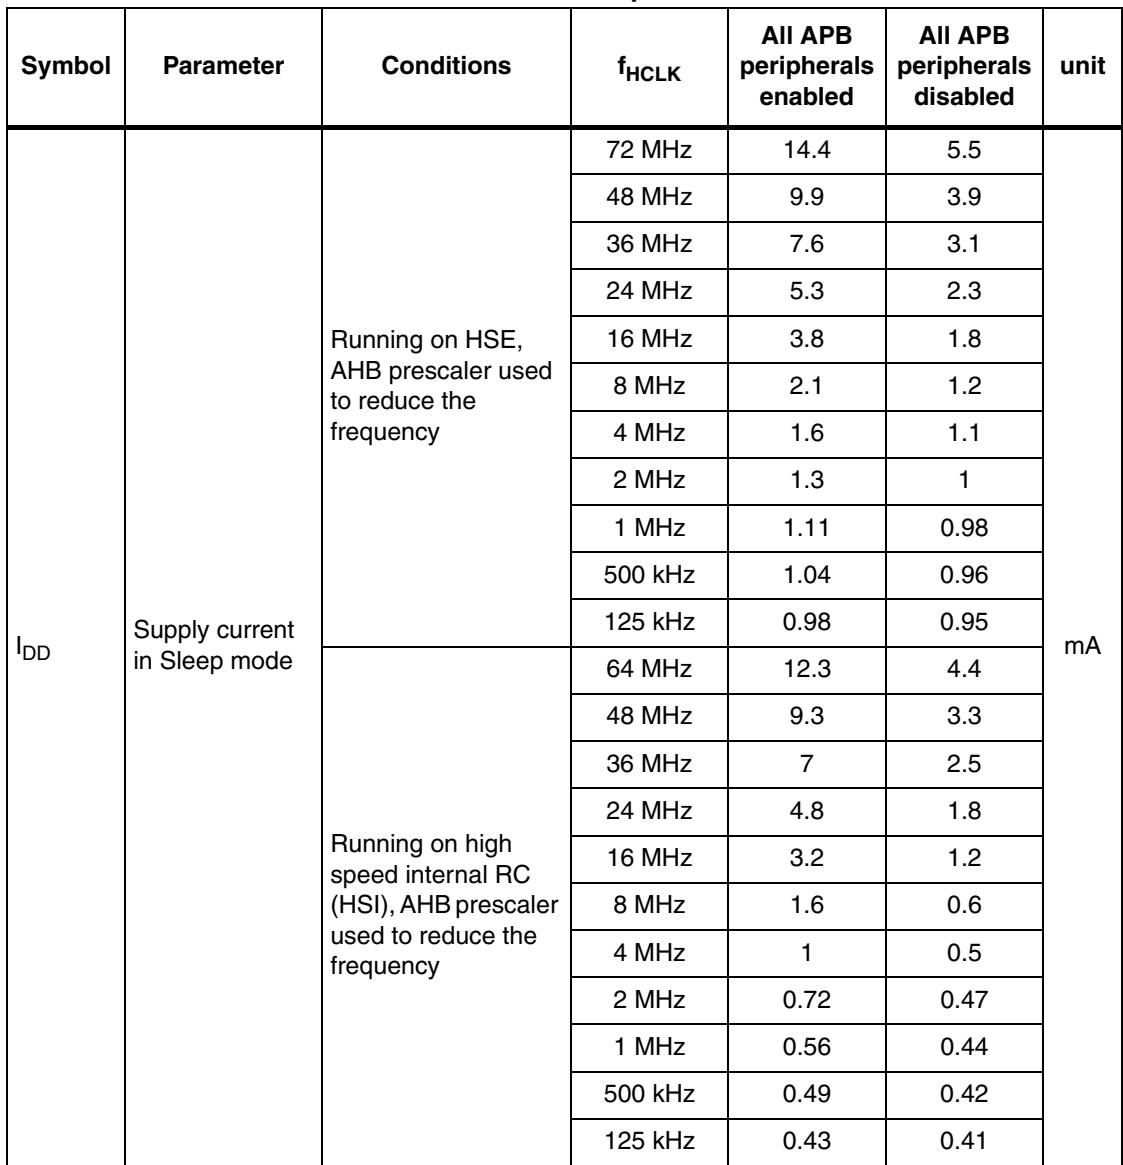 Symbol Parameter Conditions fHCLK All APB peripherals enabled All APB peripherals disabled unit
72 MHz 14.4 5.5
48 MHz 9.9 3.9
36 MHz 7.6 3.1
24 MHz 5.3 2.3
Running on HSE,
AHB prescaler used
to reduce the
frequency
16 MHz 3.8 1.8
8 MHz 2.1 1.2
4 MHz 1.6 1.1
2 MHz 1.3 1
1 MHz 1.11 0.98
500 kHz 1.04 0.96
125 kHz 0.98 0.95
IDD
Supply current
in Sleep mode
mA
64 MHz 12.3 4.4
48 MHz 9.3 3.3
36 MHz 7 2.5
24 MHz 4.8 1.8
Running on high
speed internal RC
(HSI), AHB prescaler
used to reduce the
frequency
16 MHz 3.2 1.2
8 MHz 1.6 0.6
4 MHz 1 0.5
2 MHz 0.72 0.47
1 MHz 0.56 0.44
500 kHz 0.49 0.42
125 kHz 0.43 0.41